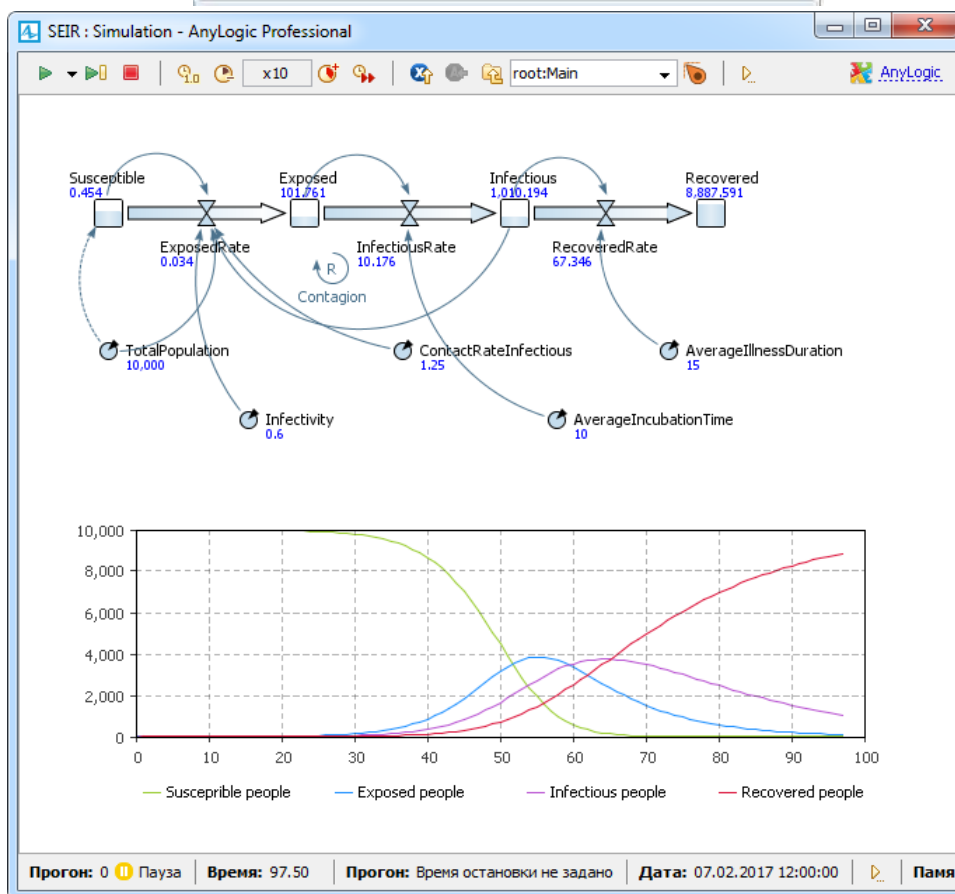 SEIR : Simulation - AnyLogic Professional
x10 root:Main AnyLogic
Susceptible Exposed Infectious Recovered
0.454 101.761 1,010.194 8,887.591
ExposedRate InfectiousRate RecoveredRate
0.034 10.176 67.346
R
Contagion
TotalPopulation ContactRateInfectious AverageIllnessDuration
10,000 1.25 15
Infectivity AverageIncubationTime
0.6 10
10,000
8,000
6,000
4,000
2,000
0
0 10 20 30 40 50 60 70 80 90 100
Susceprible people Exposed people Infectious people Recovered people
Прогон: 0 Пауза Время: 97.50 Прогон: Время остановки не задано Дата: 07.02.2017 12:00:00 Памя